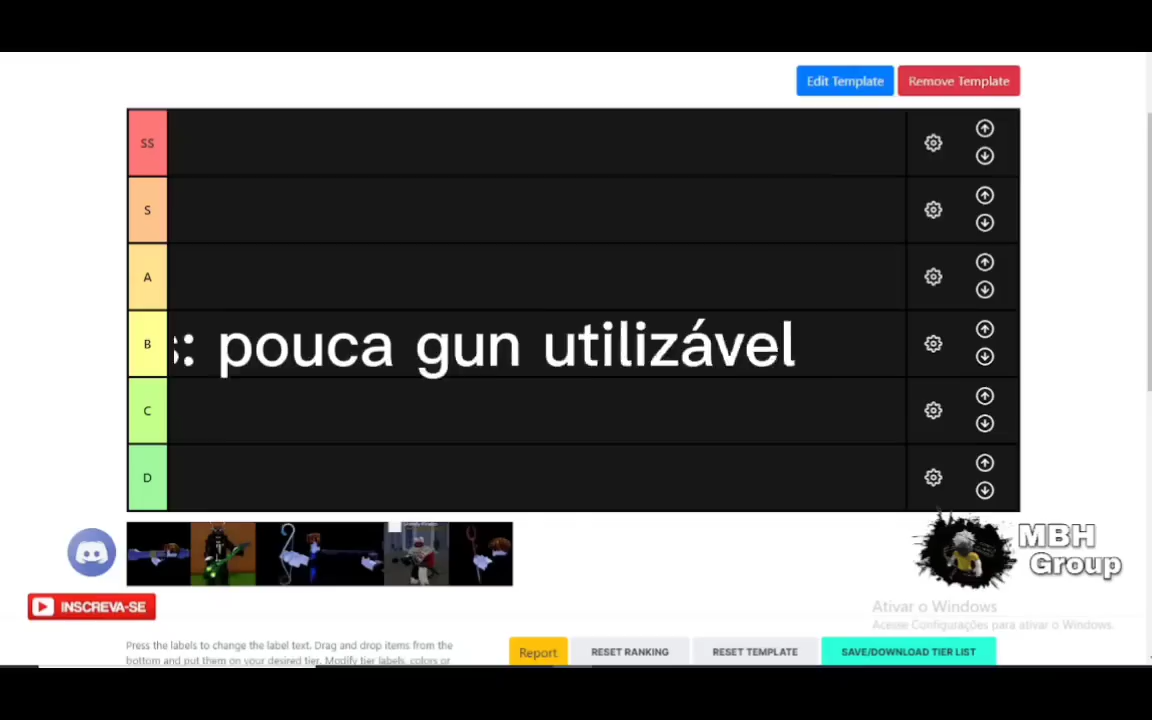 Edit Template
Remove Template
SS
S
A
B
: pouca gun utilizável
C
D
MBH
Group
INSCREVA-SE
Ativar o Windows
Acesse Configurações para ativar o Windows.
Press the labels to change the label text. Drag and drop items from the
bottom and put them on your desired tier. Modify tier labels, colors or
Report
RESET RANKING
RESET TEMPLATE
SAVE/DOWNLOAD TIER LIST